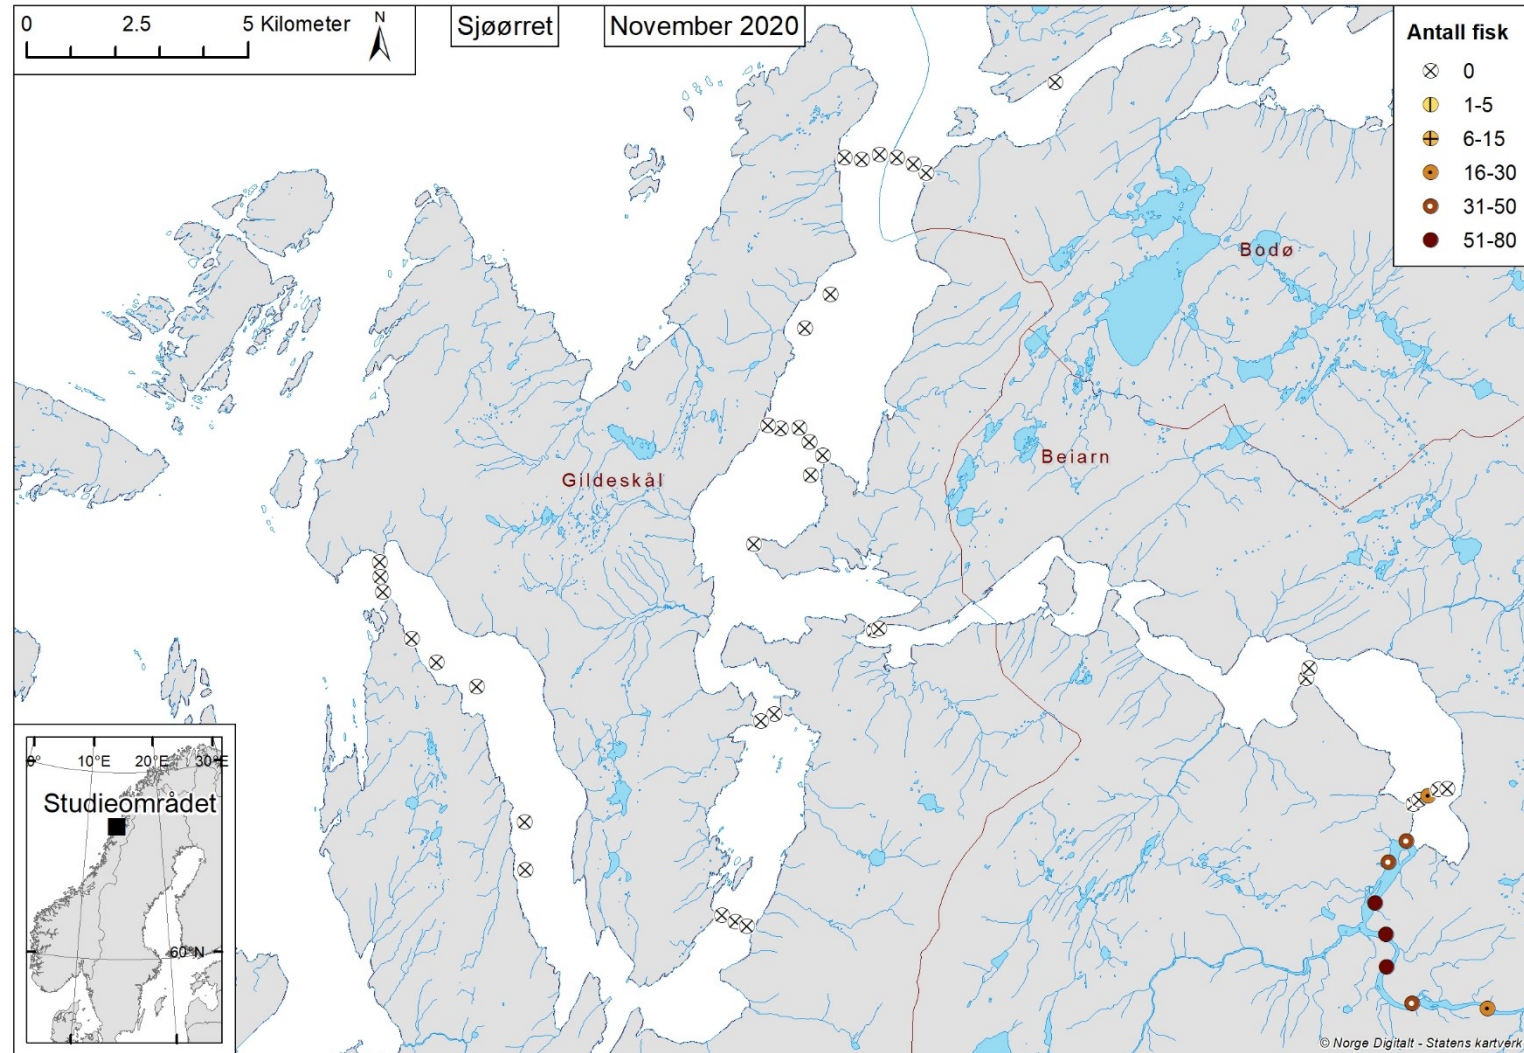 0 2.5 5 Kilometer
N
Sjøørret
November 2020
Antall fisk
0
1-5
6-15
16-30
31-50
51-80
Bodø
Beiarn
Gildeskål
0° 10°E 20°E 30°E
Studieområdet
60°N
© Norge Digitalt - Statens kartverk